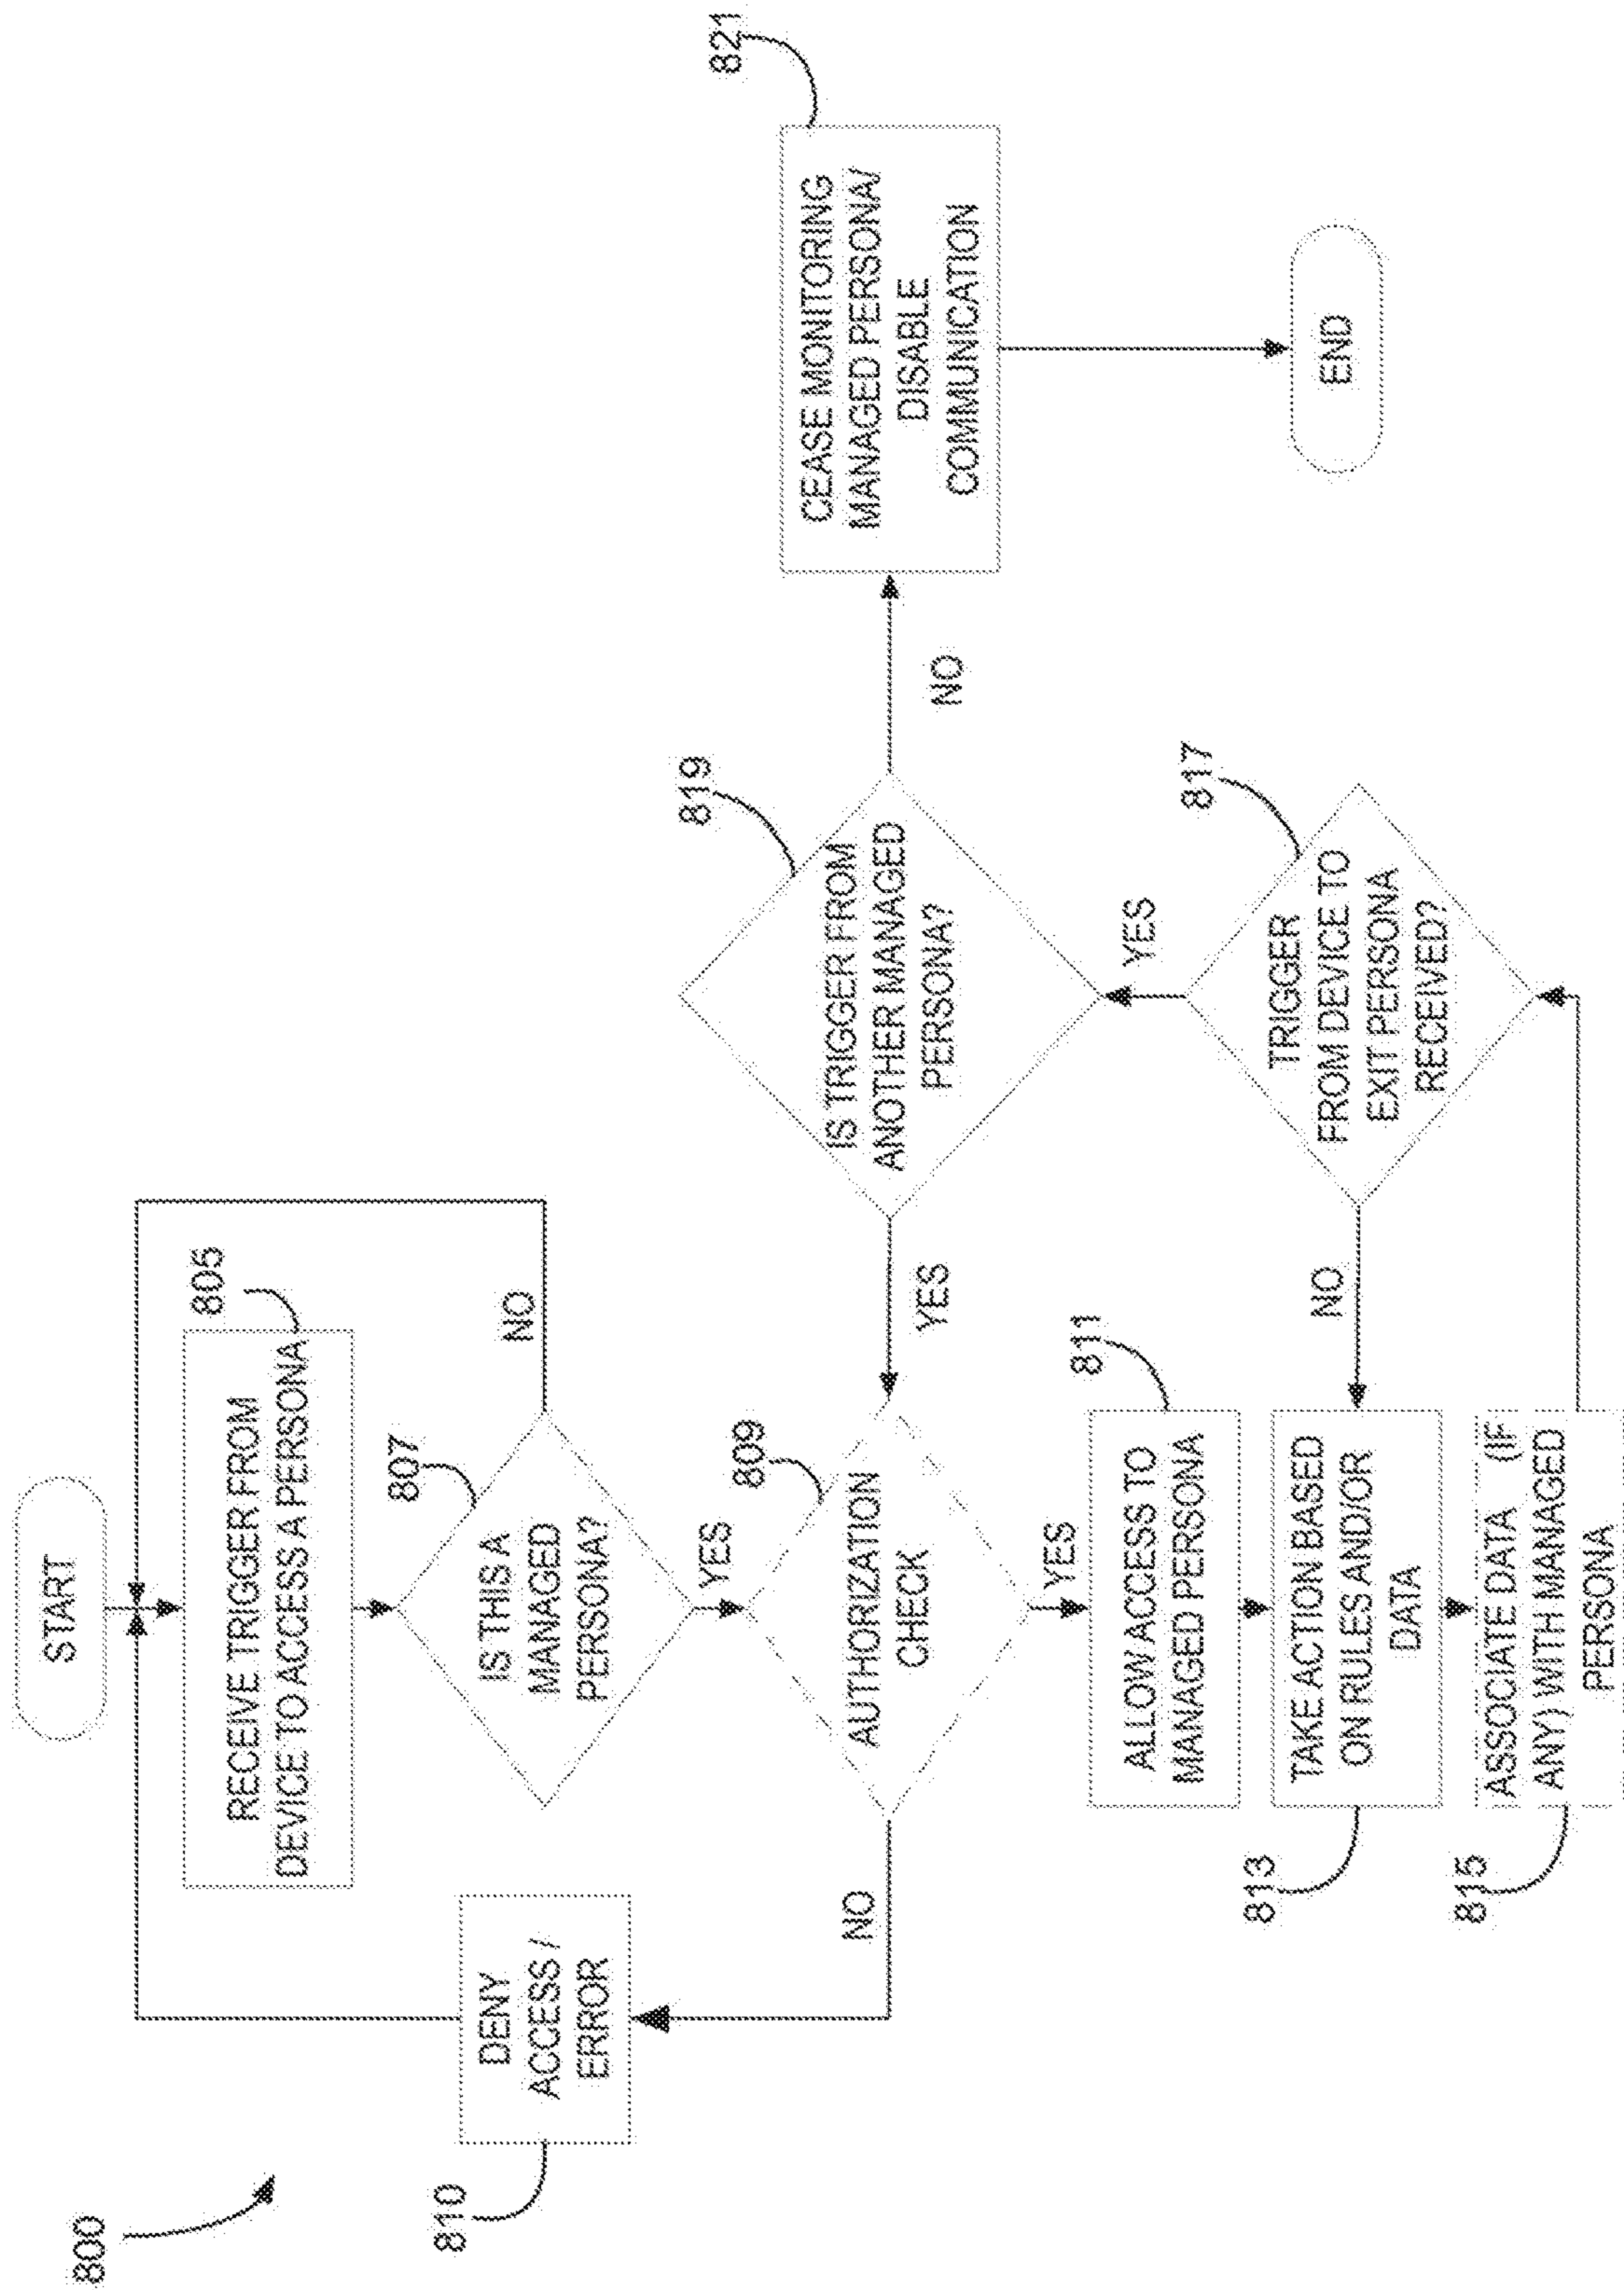 800
START
805
RECEIVE TRIGGER FROM
DEVICE TO ACCESS A PERSONA
807
IS THIS A
MANAGED
PERSONA?
NO
YES
810
DENY
ACCESS /
ERROR
809
AUTHORIZATION
CHECK
NO
YES
811
ALLOW ACCESS TO
MANAGED PERSONA
813
TAKE ACTION BASED
ON RULES AND/OR
DATA
815
ASSOCIATE DATA (IF
ANY) WITH MANAGED
PERSONA
817
TRIGGER
FROM DEVICE TO
EXIT PERSONA
RECEIVED?
NO
YES
819
IS TRIGGER FROM
ANOTHER MANAGED
PERSONA?
YES
NO
821
CEASE MONITORING
MANAGED PERSONA/
DISABLE
COMMUNICATION
END